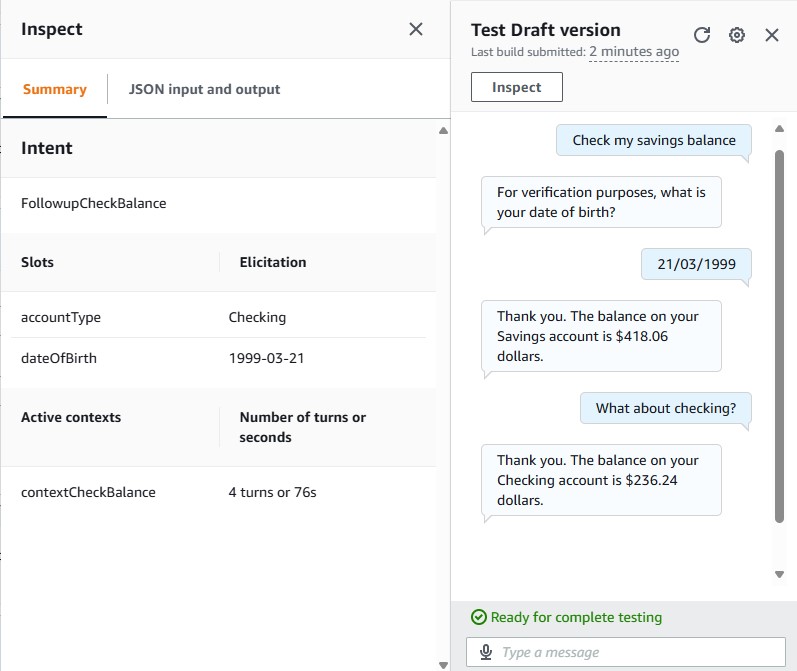 Inspect
Summary
JSON input and output
Intent
FollowupCheckBalance
Slots
Elicitation
accountType
Checking
dateOfBirth
1999-03-21
Active contexts
Number of turns or
seconds
contextCheckBalance
4 turns or 76s
Test Draft version
Last build submitted: 2 minutes ago
Inspect
Check my savings balance
For verification purposes, what is
your date of birth?
21/03/1999
Thank you. The balance on your
Savings account is $418.06
dollars.
What about checking?
Thank you. The balance on your
Checking account is $236.24
dollars.
Ready for complete testing
Type a message